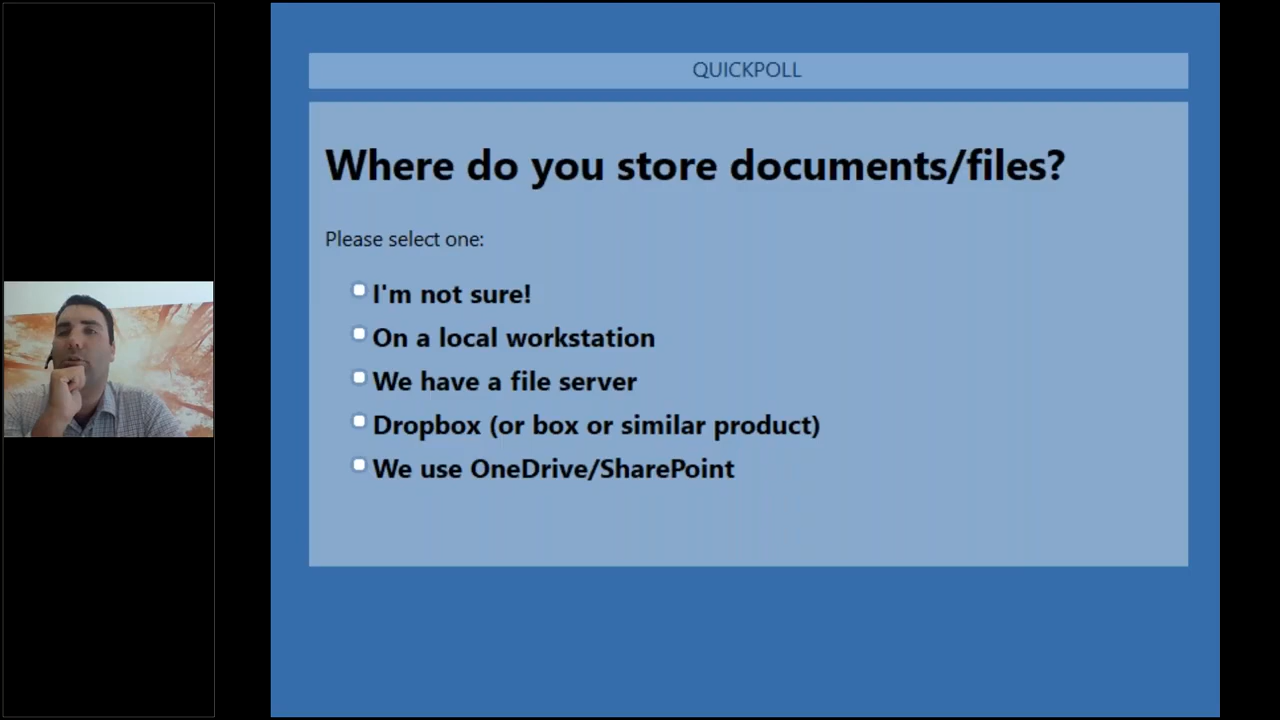 QUICKPOLL
Where do you store documents/files?
Please select one:
I'm not sure!
On a local workstation
We have a file server
Dropbox (or box or similar product)
We use OneDrive/SharePoint